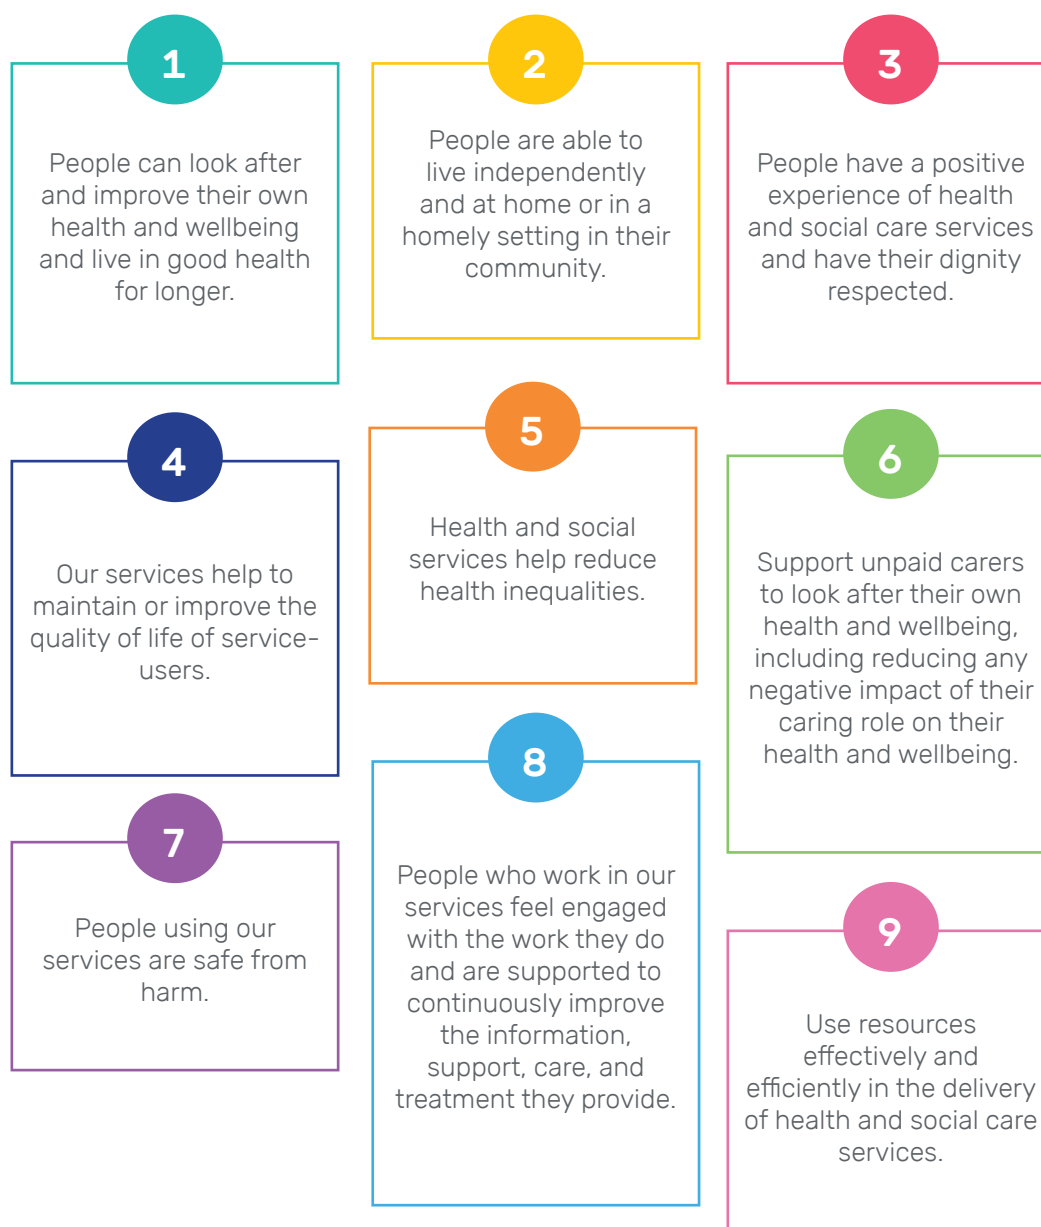 1
People can look after
and improve their own
health and wellbeing
and live in good health
for longer.
2
People are able to
live independently
and at home or in a
homely setting in their
community.
3
People have a positive
experience of health
and social care services
and have their dignity
respected.
4
Our services help to
maintain or improve the
quality of life of service-
users.
5
Health and social
services help reduce
health inequalities.
6
Support unpaid carers
to look after their own
health and wellbeing,
including reducing any
negative impact of their
caring role on their
health and wellbeing.
7
People using our
services are safe from
harm.
8
People who work in our
services feel engaged
with the work they do
and are supported to
continuously improve
the information,
support, care, and
treatment they provide.
9
Use resources
effectively and
efficiently in the delivery
of health and social care
services.